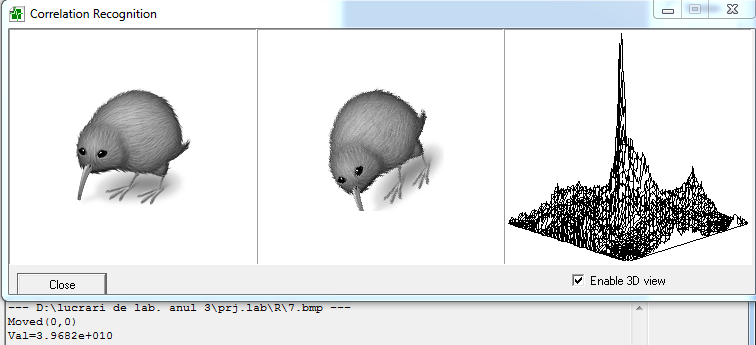 Correlation Recognition
Close
Enable 3D view
--- D:\lucrari de lab. anul 3\prj.lab\R\7.bmp ---
Moved(0,0)
Val=3.9682e+010